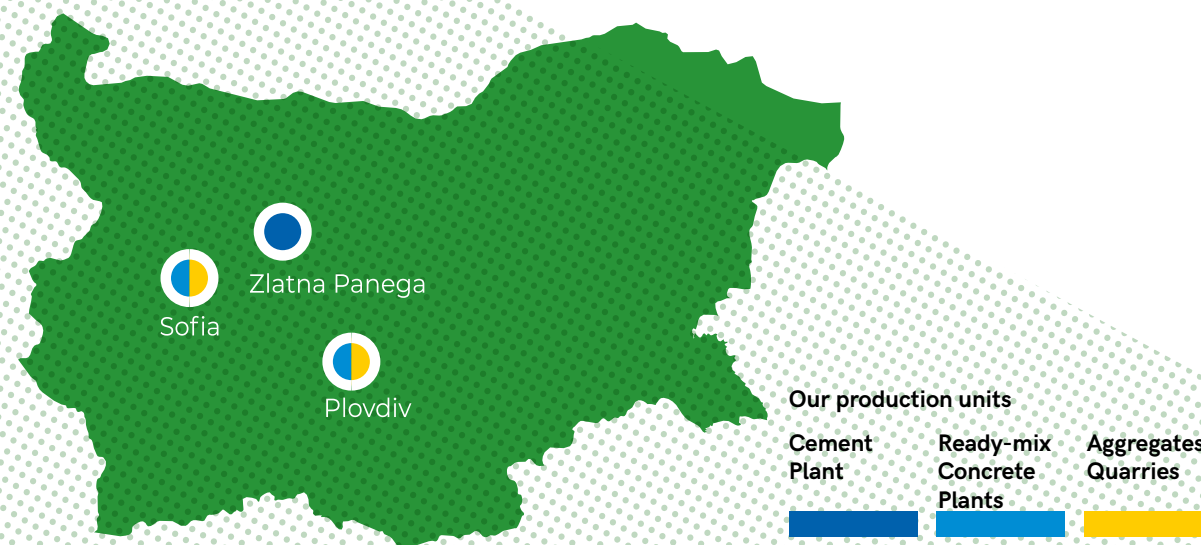 Zlatna Panega
Sofia
Plovdiv
Our production units
Cement
Plant
Ready-mix
Concrete
Plants
Aggregates
Quarries